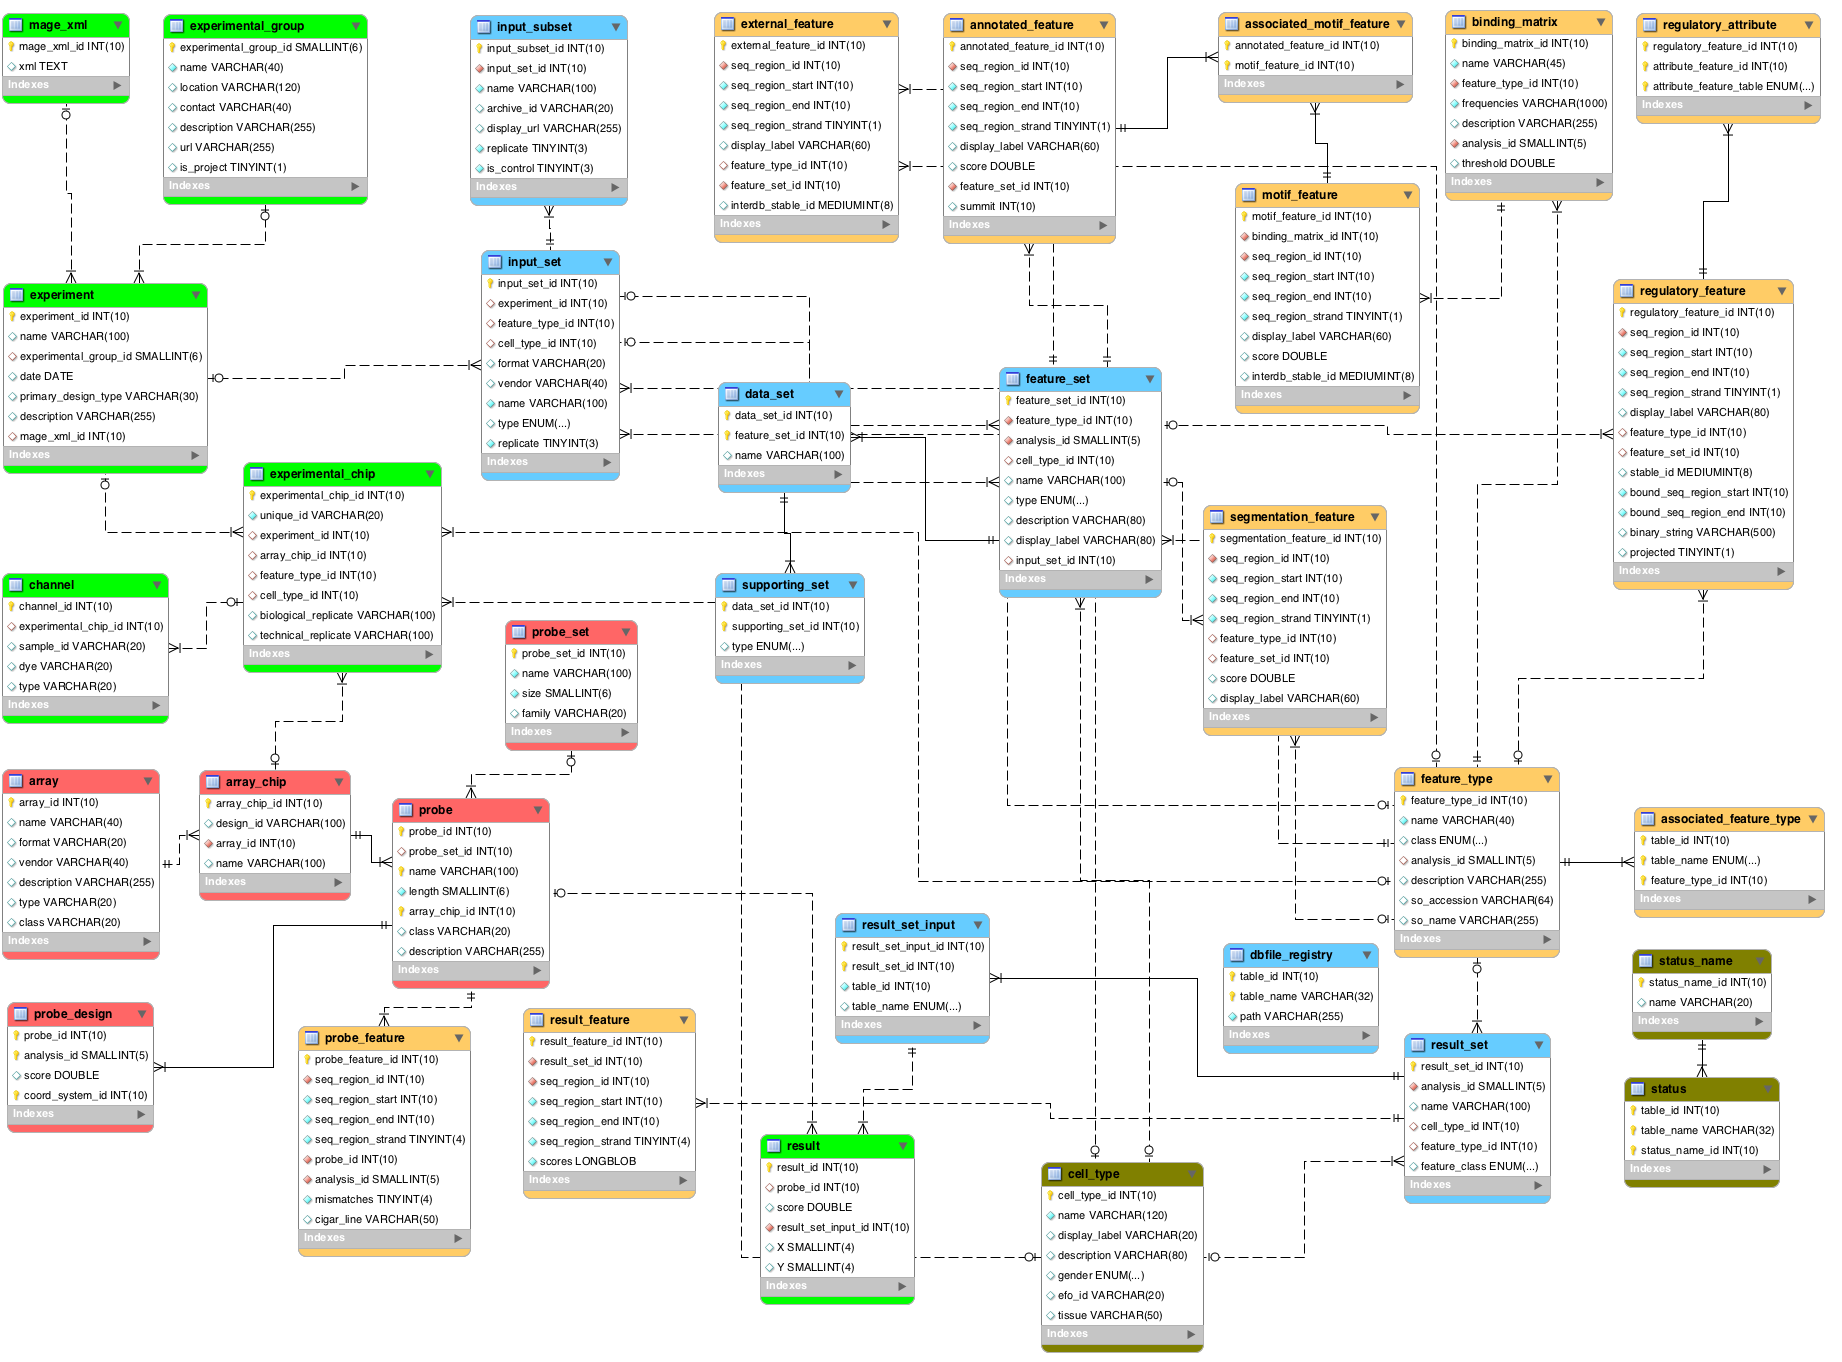 mage_xml
mage_xml_id INT(10)
xml TEXT
Indexes
experimental_group
experimental_group_id SMALLINT(6)
name VARCHAR(40)
location VARCHAR(120)
contact VARCHAR(40)
description VARCHAR(255)
url VARCHAR(255)
is_project TINYINT(1)
Indexes
input_subset
input_subset_id INT(10)
input_set_id INT(10)
name VARCHAR(100)
archive_id VARCHAR(20)
display_url VARCHAR(255)
replicate TINYINT(3)
is_control TINYINT(3)
Indexes
external_feature
external_feature_id INT(10)
seq_region_id INT(10)
seq_region_start INT(10)
seq_region_end INT(10)
seq_region_strand TINYINT(1)
display_label VARCHAR(60)
feature_type_id INT(10)
feature_set_id INT(10)
interdb_stable_id MEDIUMINT(8)
Indexes
annotated_feature
annotated_feature_id INT(10)
seq_region_id INT(10)
seq_region_start INT(10)
seq_region_end INT(10)
seq_region_strand TINYINT(1)
display_label VARCHAR(60)
score DOUBLE
feature_set_id INT(10)
summit INT(10)
Indexes
associated_motif_feature
annotated_feature_id INT(10)
motif_feature_id INT(10)
Indexes
binding_matrix
binding_matrix_id INT(10)
name VARCHAR(45)
feature_type_id INT(10)
frequencies VARCHAR(1000)
description VARCHAR(255)
analysis_id SMALLINT(5)
threshold DOUBLE
Indexes
regulatory_attribute
regulatory_feature_id INT(10)
attribute_feature_id INT(10)
attribute_feature_table ENUM(...)
Indexes
motif_feature
motif_feature_id INT(10)
binding_matrix_id INT(10)
seq_region_id INT(10)
seq_region_start INT(10)
seq_region_end INT(10)
seq_region_strand TINYINT(1)
display_label VARCHAR(60)
score DOUBLE
interdb_stable_id MEDIUMINT(8)
Indexes
experiment
experiment_id INT(10)
name VARCHAR(100)
experimental_group_id SMALLINT(6)
date DATE
primary_design_type VARCHAR(30)
description VARCHAR(255)
mage_xml_id INT(10)
Indexes
input_set
input_set_id INT(10)
experiment_id INT(10)
feature_type_id INT(10)
cell_type_id INT(10)
format VARCHAR(20)
vendor VARCHAR(40)
name VARCHAR(100)
type ENUM(...)
replicate TINYINT(3)
Indexes
data_set
data_set_id INT(10)
feature_set_id INT(10)
name VARCHAR(100)
Indexes
feature_set
feature_set_id INT(10)
feature_type_id INT(10)
analysis_id SMALLINT(5)
cell_type_id INT(10)
name VARCHAR(100)
type ENUM(...)
description VARCHAR(80)
display_label VARCHAR(80)
input_set_id INT(10)
Indexes
regulatory_feature
regulatory_feature_id INT(10)
seq_region_id INT(10)
seq_region_start INT(10)
seq_region_end INT(10)
seq_region_strand TINYINT(1)
display_label VARCHAR(80)
feature_type_id INT(10)
feature_set_id INT(10)
stable_id MEDIUMINT(8)
bound_seq_region_start INT(10)
bound_seq_region_end INT(10)
binary_string VARCHAR(500)
projected TINYINT(1)
Indexes
experimental_chip
experimental_chip_id INT(10)
unique_id VARCHAR(20)
experiment_id INT(10)
array_chip_id INT(10)
feature_type_id INT(10)
cell_type_id INT(10)
biological_replicate VARCHAR(100)
technical_replicate VARCHAR(100)
Indexes
segmentation_feature
segmentation_feature_id INT(10)
seq_region_id INT(10)
seq_region_start INT(10)
seq_region_end INT(10)
seq_region_strand TINYINT(1)
feature_type_id INT(10)
feature_set_id INT(10)
score DOUBLE
display_label VARCHAR(60)
Indexes
channel
channel_id INT(10)
experimental_chip_id INT(10)
sample_id VARCHAR(20)
dye VARCHAR(20)
type VARCHAR(20)
Indexes
supporting_set
data_set_id INT(10)
supporting_set_id INT(10)
type ENUM(...)
Indexes
probe_set
probe_set_id INT(10)
name VARCHAR(100)
size SMALLINT(6)
family VARCHAR(20)
Indexes
array
array_id INT(10)
name VARCHAR(40)
format VARCHAR(20)
vendor VARCHAR(40)
description VARCHAR(255)
type VARCHAR(20)
class VARCHAR(20)
Indexes
array_chip
array_chip_id INT(10)
design_id VARCHAR(100)
array_id INT(10)
name VARCHAR(100)
Indexes
probe
probe_id INT(10)
probe_set_id INT(10)
name VARCHAR(100)
length SMALLINT(6)
array_chip_id INT(10)
class VARCHAR(20)
description VARCHAR(255)
Indexes
feature_type
feature_type_id INT(10)
name VARCHAR(40)
class ENUM(...)
analysis_id SMALLINT(5)
description VARCHAR(255)
so_accession VARCHAR(64)
so_name VARCHAR(255)
Indexes
associated_feature_type
table_id INT(10)
table_name ENUM(...)
feature_type_id INT(10)
Indexes
result_set_input
result_set_input_id INT(10)
result_set_id INT(10)
table_id INT(10)
table_name ENUM(...)
Indexes
dbfile_registry
table_id INT(10)
table_name VARCHAR(32)
path VARCHAR(255)
Indexes
status_name
status_name_id INT(10)
name VARCHAR(20)
Indexes
probe_design
probe_id INT(10)
analysis_id SMALLINT(5)
score DOUBLE
coord_system_id INT(10)
Indexes
probe_feature
probe_feature_id INT(10)
seq_region_id INT(10)
seq_region_start INT(10)
seq_region_end INT(10)
seq_region_strand TINYINT(4)
probe_id INT(10)
analysis_id SMALLINT(5)
mismatches TINYINT(4)
cigar_line VARCHAR(50)
Indexes
result_feature
result_feature_id INT(10)
result_set_id INT(10)
seq_region_id INT(10)
seq_region_start INT(10)
seq_region_end INT(10)
seq_region_strand TINYINT(4)
scores LONGBLOB
Indexes
result_set
result_set_id INT(10)
analysis_id SMALLINT(5)
name VARCHAR(100)
cell_type_id INT(10)
feature_type_id INT(10)
feature_class ENUM(...)
Indexes
status
table_id INT(10)
table_name VARCHAR(32)
status_name_id INT(10)
Indexes
result
result_id INT(10)
probe_id INT(10)
score DOUBLE
result_set_input_id INT(10)
X SMALLINT(4)
Y SMALLINT(4)
Indexes
cell_type
cell_type_id INT(10)
name VARCHAR(120)
display_label VARCHAR(20)
description VARCHAR(80)
gender ENUM(...)
efo_id VARCHAR(20)
tissue VARCHAR(50)
Indexes